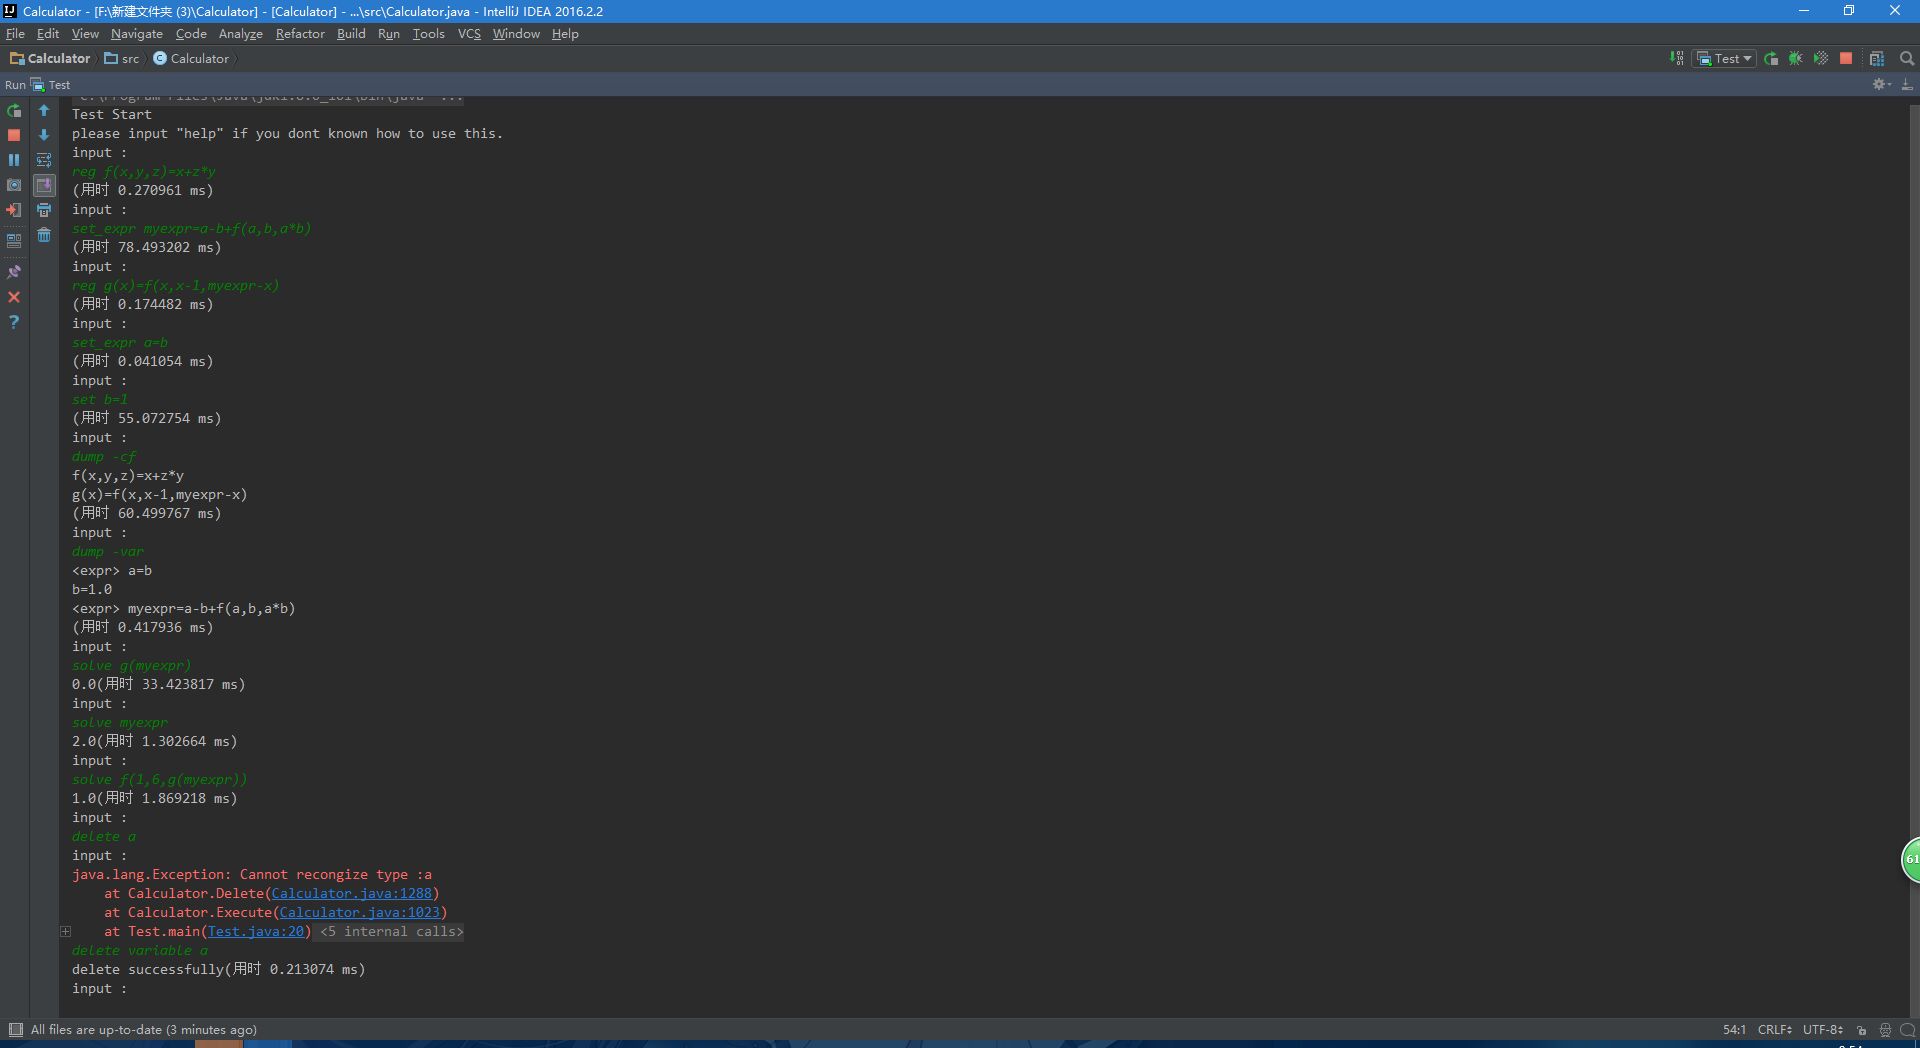 Calculator - [F:\新建文件夹 (3)\Calculator] - [Calculator] - ...\src\Calculator.java - IntelliJ IDEA 2016.2.2
File Edit View Navigate Code Analyze Refactor Build Run Tools VCS Window Help
Calculator src Calculator Test
Run Test
Test Start
please input "help" if you dont known how to use this.
input :
reg f(x,y,z)=x+z*y
(用时 0.270961 ms)
input :
set_expr myexpr=a-b+f(a,b,a*b)
(用时 78.493202 ms)
input :
reg g(x)=f(x,x-1,myexpr-x)
(用时 0.174482 ms)
input :
set_expr a=b
(用时 0.041054 ms)
input :
set b=1
(用时 55.072754 ms)
input :
dump -cf
f(x,y,z)=x+z*y
g(x)=f(x,x-1,myexpr-x)
(用时 60.499767 ms)
input :
dump -var
<expr> a=b
b=1.0
<expr> myexpr=a-b+f(a,b,a*b)
(用时 0.417936 ms)
input :
solve g(myexpr)
0.0(用时 33.423817 ms)
input :
solve myexpr
2.0(用时 1.302664 ms)
input :
solve f(1,6,g(myexpr))
1.0(用时 1.869218 ms)
input :
delete a
input :
java.lang.Exception: Cannot recongize type :a
at Calculator.Delete(Calculator.java:1288)
at Calculator.Execute(Calculator.java:1023)
at Test.main(Test.java:20) <5 internal calls>
delete variable a
delete successfully(用时 0.213074 ms)
input :
61
All files are up-to-date (3 minutes ago) 54:1 CRLF UTF-8